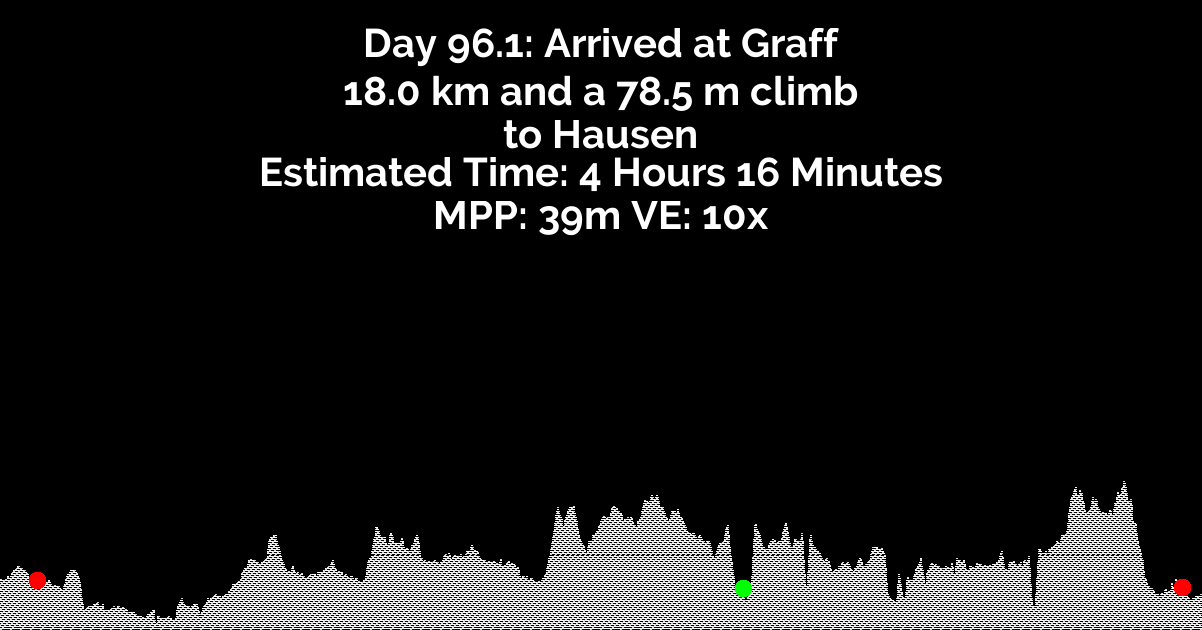 Day 96.1: Arrived at Graff
18.0 km and a 78.5 m climb
to Hausen
Estimated Time: 4 Hours 16 Minutes
MPP: 39m VE: 10x